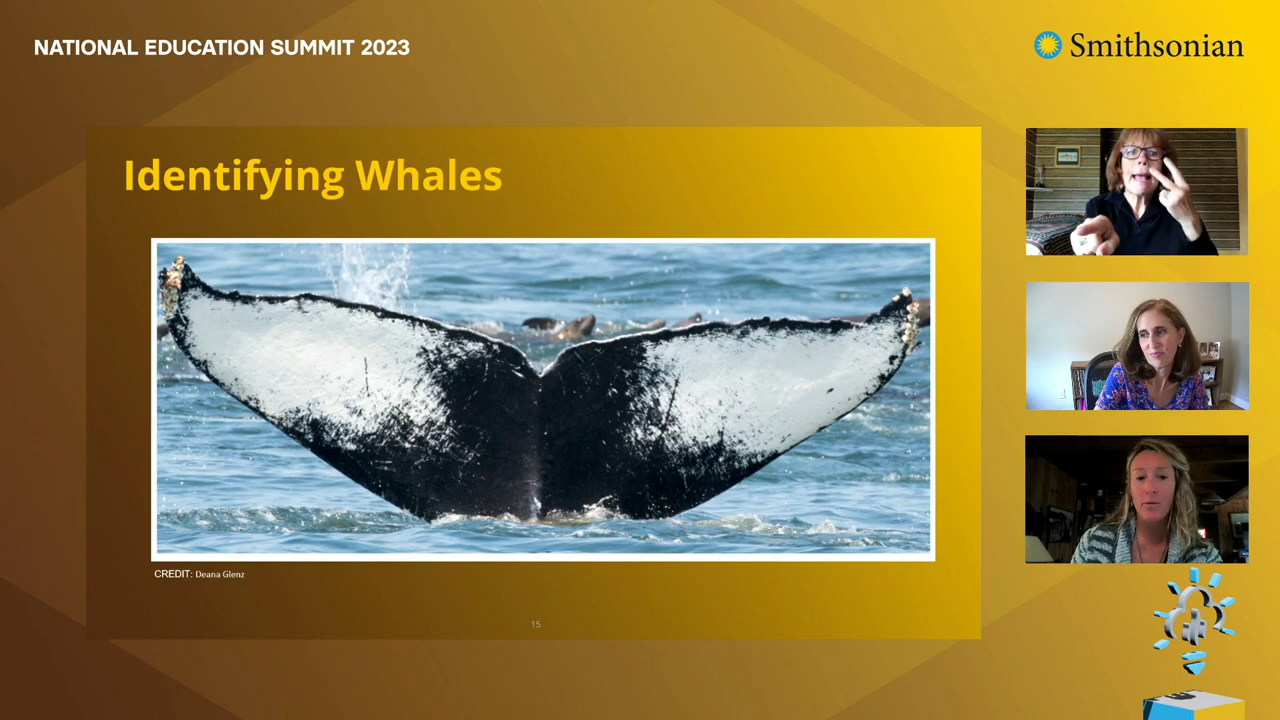 NATIONAL EDUCATION SUMMIT 2023
Smithsonian
Identifying Whales
CREDIT: Deana Glenz
15